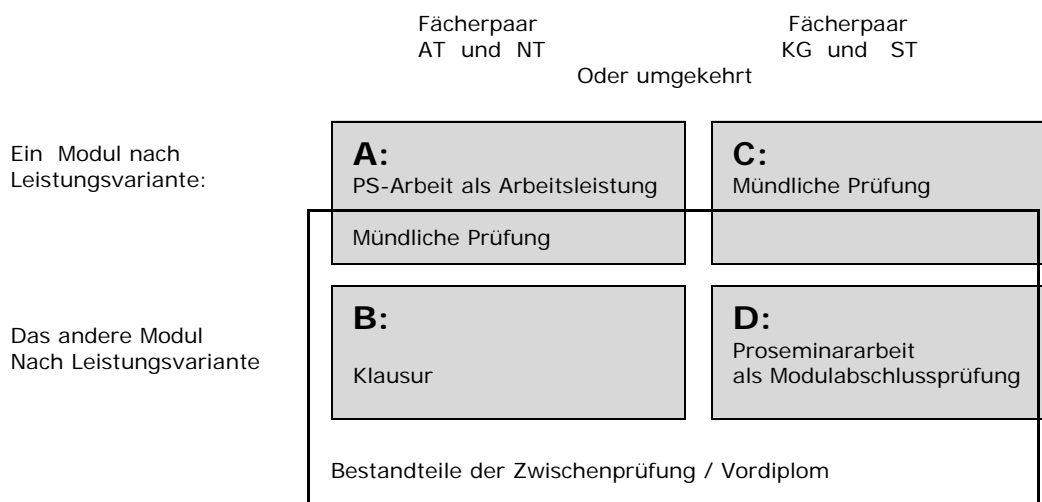 Fächerpaar
AT und NT
Fächerpaar
KG und ST
Oder umgekehrt
Ein Modul nach
Leistungsvariante:
A:
PS-Arbeit als Arbeitsleistung
Mündliche Prüfung
C:
Mündliche Prüfung
Das andere Modul
Nach Leistungsvariante
B:
Klausur
D:
Proseminararbeit
als Modulabschlussprüfung
Bestandteile der Zwischenprüfung / Vordiplom